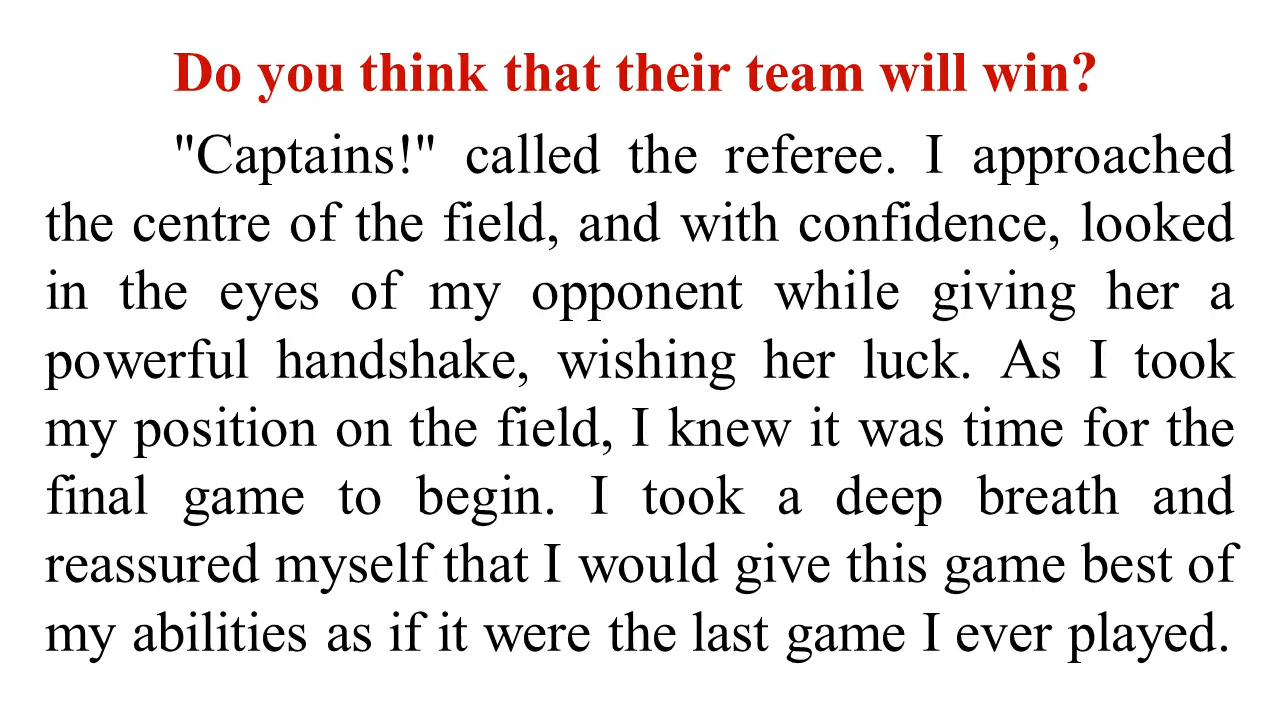 Do you think that their team will win?
"Captains!" called the referee. I approached
the centre of the field, and with confidence, looked
in the eyes of my opponent while giving her a
powerful handshake, wishing her luck. As I took
my position on the field, I knew it was time for the
final game to begin. I took a deep breath and
reassured myself that I would give this game best of
my abilities as if it were the last game I ever played.